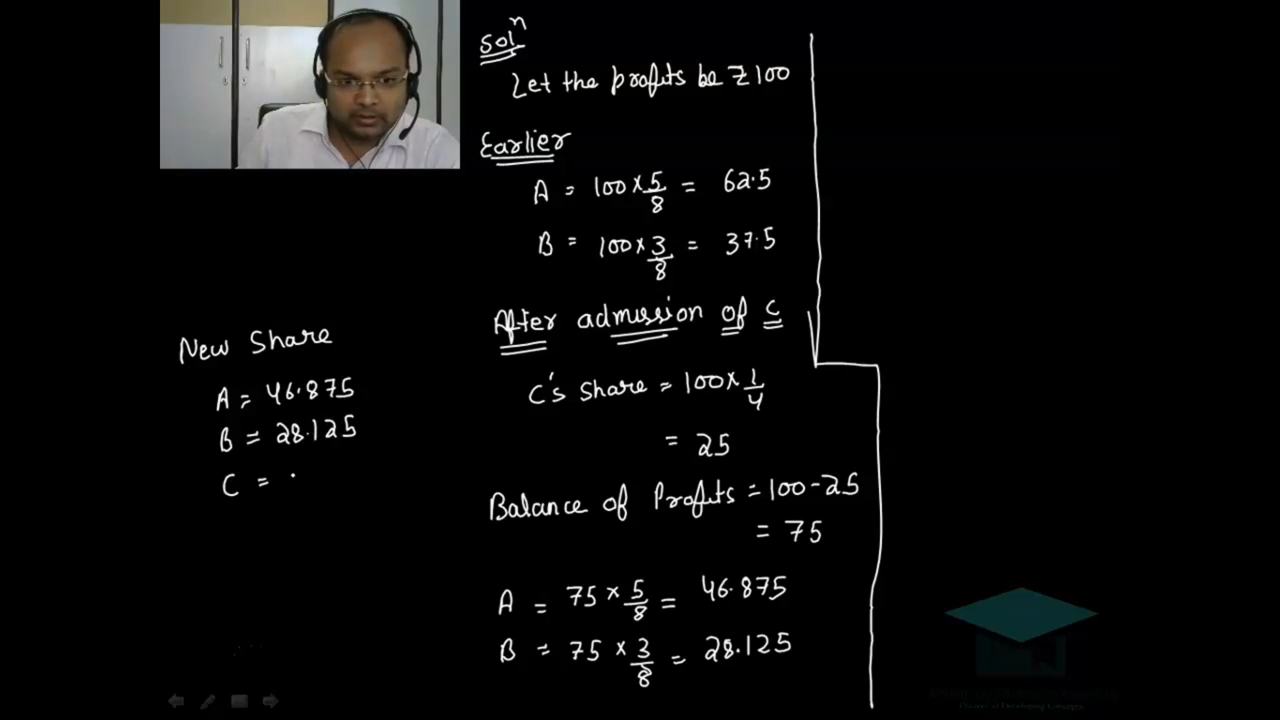 Solⁿ
Let the profits be ₹100
Earlier
A = 100 × 5/8 = 62.5
B = 100 × 3/8 = 37.5
After admission of C
C's Share = 100 × 1/4
= 25
Balance of Profits = 100 - 25
= 75
A = 75 × 5/8 = 46.875
B = 75 × 3/8 = 28.125
New Share
A = 46.875
B = 28.125
C =